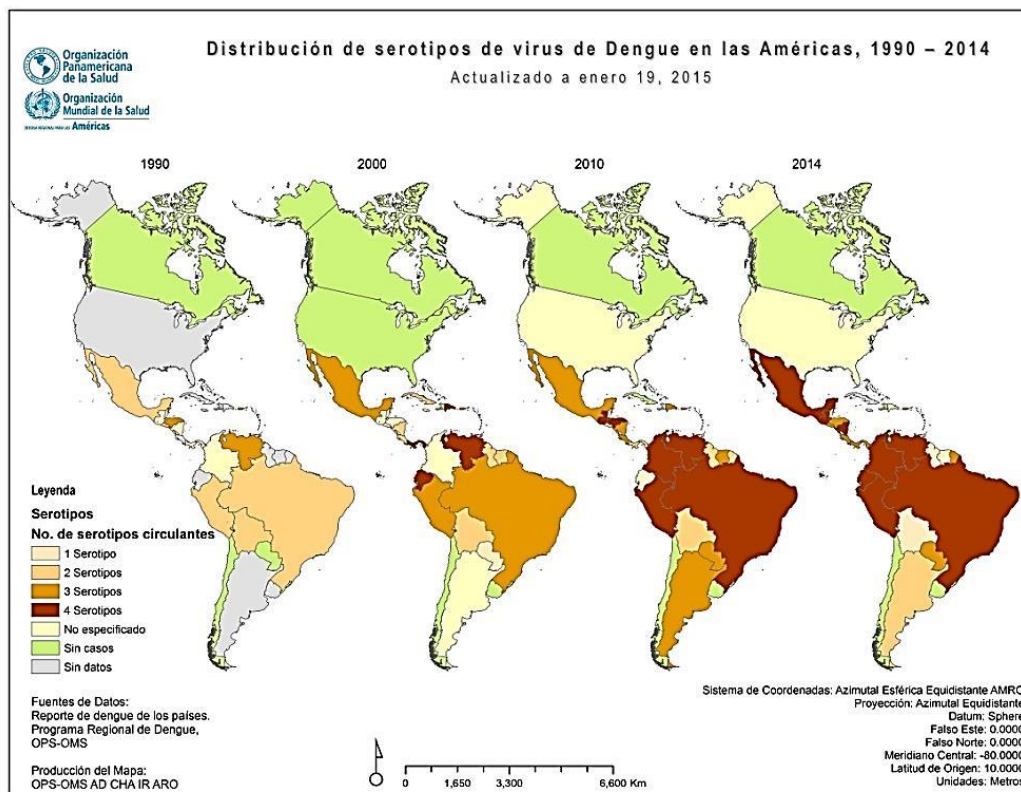 Organización
Panamericana
de la Salud
Organización
Mundial de la Salud
OFICINA REGIONAL PARA LAS Américas
Distribución de serotipos de virus de Dengue en las Américas, 1990 – 2014
Actualizado a enero 19, 2015
1990
2000
2010
2014
Leyenda
Serotipos
No. de serotipos circulantes
1 Serotipo
2 Serotipos
3 Serotipos
4 Serotipos
No especificado
Sin casos
Sin datos
Fuentes de Datos:
Reporte de dengue de los países.
Programa Regional de Dengue,
OPS-OMS
Producción del Mapa:
OPS-OMS AD CHA IR ARO
0 1,650 3,300 6,600 Km
Sistema de Coordenadas: Azimutal Esférica Equidistante AMRO
Proyección: Azimutal Equidistante
Datum: Sphere
Falso Este: 0.0000
Falso Norte: 0.0000
Meridiano Central: -80.0000
Latitud de Origen: 10.0000
Unidades: Metros